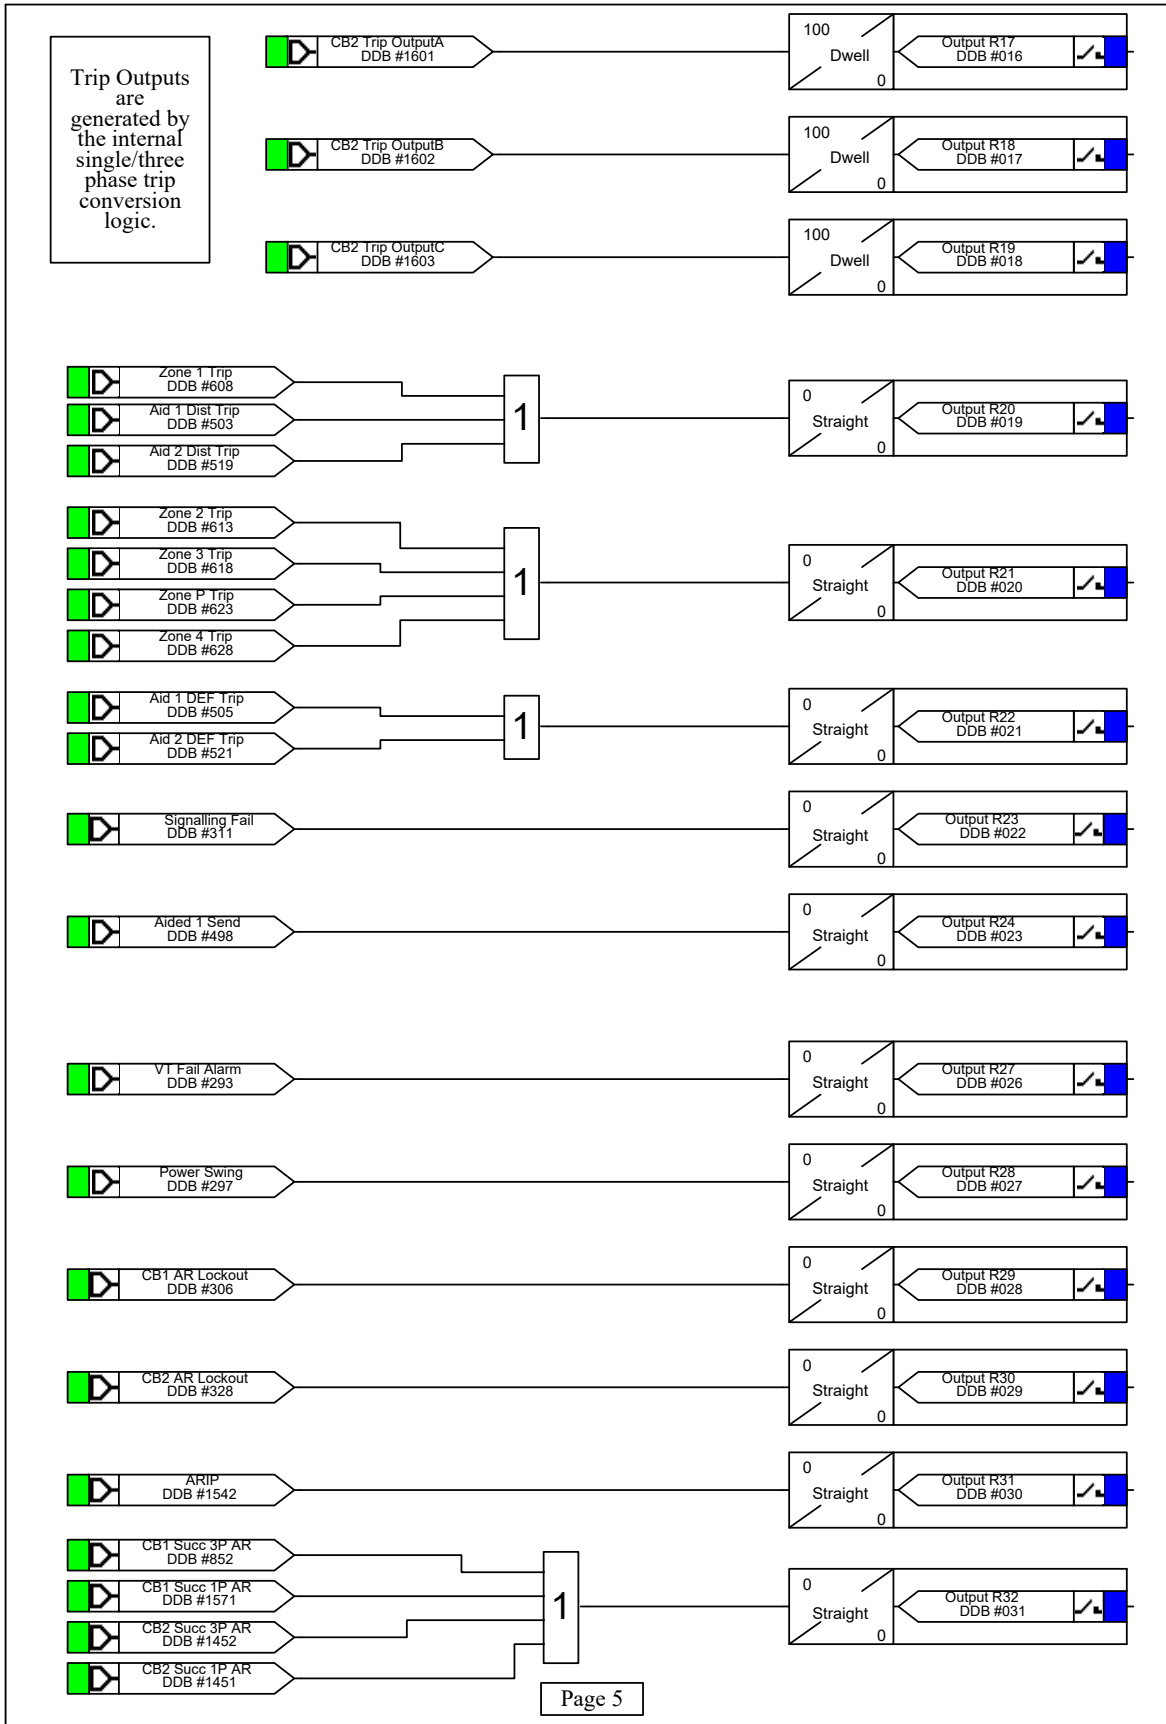 Trip Outputs
are
generated by
the internal
single/three
phase trip
conversion
logic.
CB2 Trip OutputA
DDB #1601
100
Dwell
0
Output R17
DDB #016
CB2 Trip OutputB
DDB #1602
100
Dwell
0
Output R18
DDB #017
CB2 Trip OutputC
DDB #1603
100
Dwell
0
Output R19
DDB #018
Zone 1 Trip
DDB #608
Aid 1 Dist Trip
DDB #503
Aid 2 Dist Trip
DDB #519
1
0
Straight
0
Output R20
DDB #019
Zone 2 Trip
DDB #613
Zone 3 Trip
DDB #618
Zone P Trip
DDB #623
Zone 4 Trip
DDB #628
1
0
Straight
0
Output R21
DDB #020
Aid 1 DEF Trip
DDB #505
Aid 2 DEF Trip
DDB #521
1
0
Straight
0
Output R22
DDB #021
Signalling Fail
DDB #311
0
Straight
0
Output R23
DDB #022
Aided 1 Send
DDB #498
0
Straight
0
Output R24
DDB #023
VT Fail Alarm
DDB #293
0
Straight
0
Output R27
DDB #026
Power Swing
DDB #297
0
Straight
0
Output R28
DDB #027
CB1 AR Lockout
DDB #306
0
Straight
0
Output R29
DDB #028
CB2 AR Lockout
DDB #328
0
Straight
0
Output R30
DDB #029
ARIP
DDB #1542
0
Straight
0
Output R31
DDB #030
CB1 Succ 3P AR
DDB #852
CB1 Succ 1P AR
DDB #1571
CB2 Succ 3P AR
DDB #1452
CB2 Succ 1P AR
DDB #1451
1
0
Straight
0
Output R32
DDB #031
Page 5